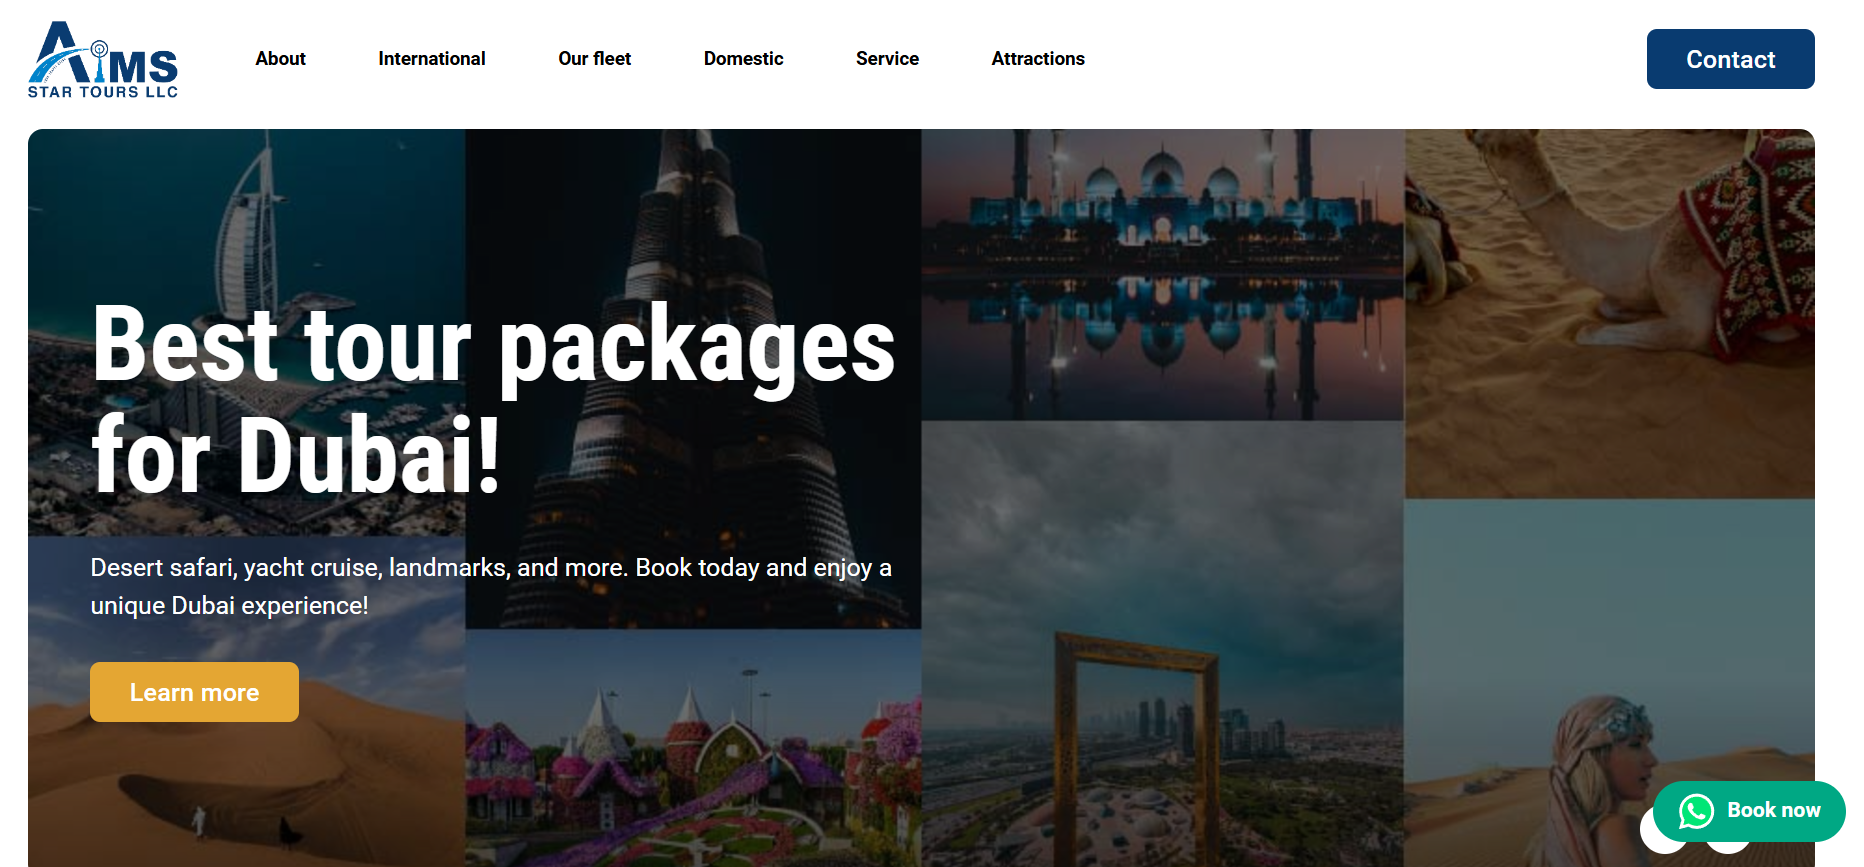 AiMS
STAR TOURS LLC
About
International
Our fleet
Domestic
Service
Attractions
Contact
Best tour packages
for Dubai!
Desert safari, yacht cruise, landmarks, and more. Book today and enjoy a
unique Dubai experience!
Learn more
Book now